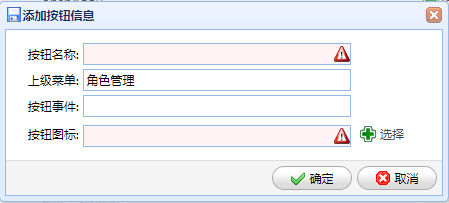 添加按钮信息
按钮名称:
上级菜单: 角色管理
按钮事件:
按钮图标: 选择
确定 取消